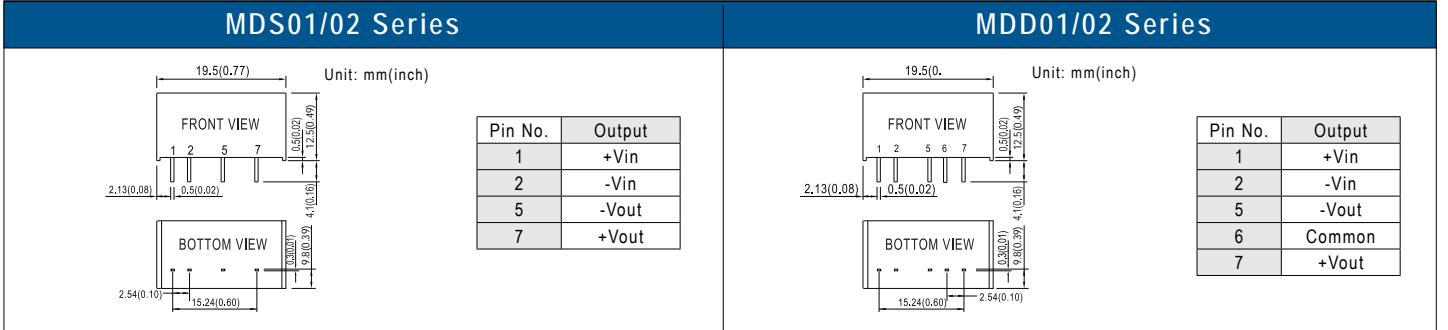 MDS01/02 Series
19.5(0.77)
Unit: mm(inch)
FRONT VIEW
1 2 5 7
0.5(0.02)
12.5(0.49)
2.13(0.08)
0.5(0.02)
4.1(0.16)
BOTTOM VIEW
0.3(0.01)
9.8(0.39)
2.54(0.10)
15.24(0.60)
Pin No. Output
1 +Vin
2 -Vin
5 -Vout
7 +Vout
MDD01/02 Series
19.5(0.
Unit: mm(inch)
FRONT VIEW
1 2 5 6 7
0.5(0.02)
12.5(0.49)
2.13(0.08)
0.5(0.02)
4.1(0.16)
BOTTOM VIEW
0.3(0.01)
9.8(0.39)
15.24(0.60)
2.54(0.10)
Pin No. Output
1 +Vin
2 -Vin
5 -Vout
6 Common
7 +Vout